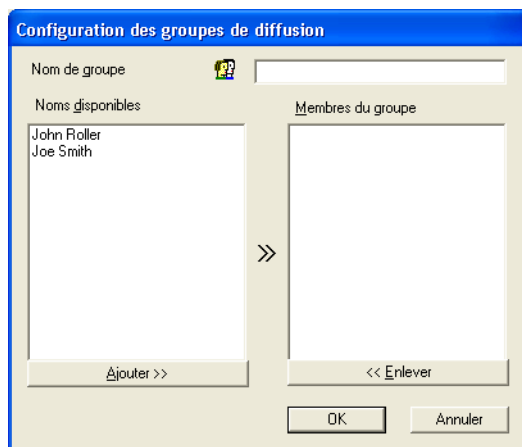 Configuration des groupes de diffusion
Nom de groupe
Noms disponibles
Membres du groupe
John Roller
Joe Smith
>>
Ajouter >>
<< Enlever
OK
Annuler